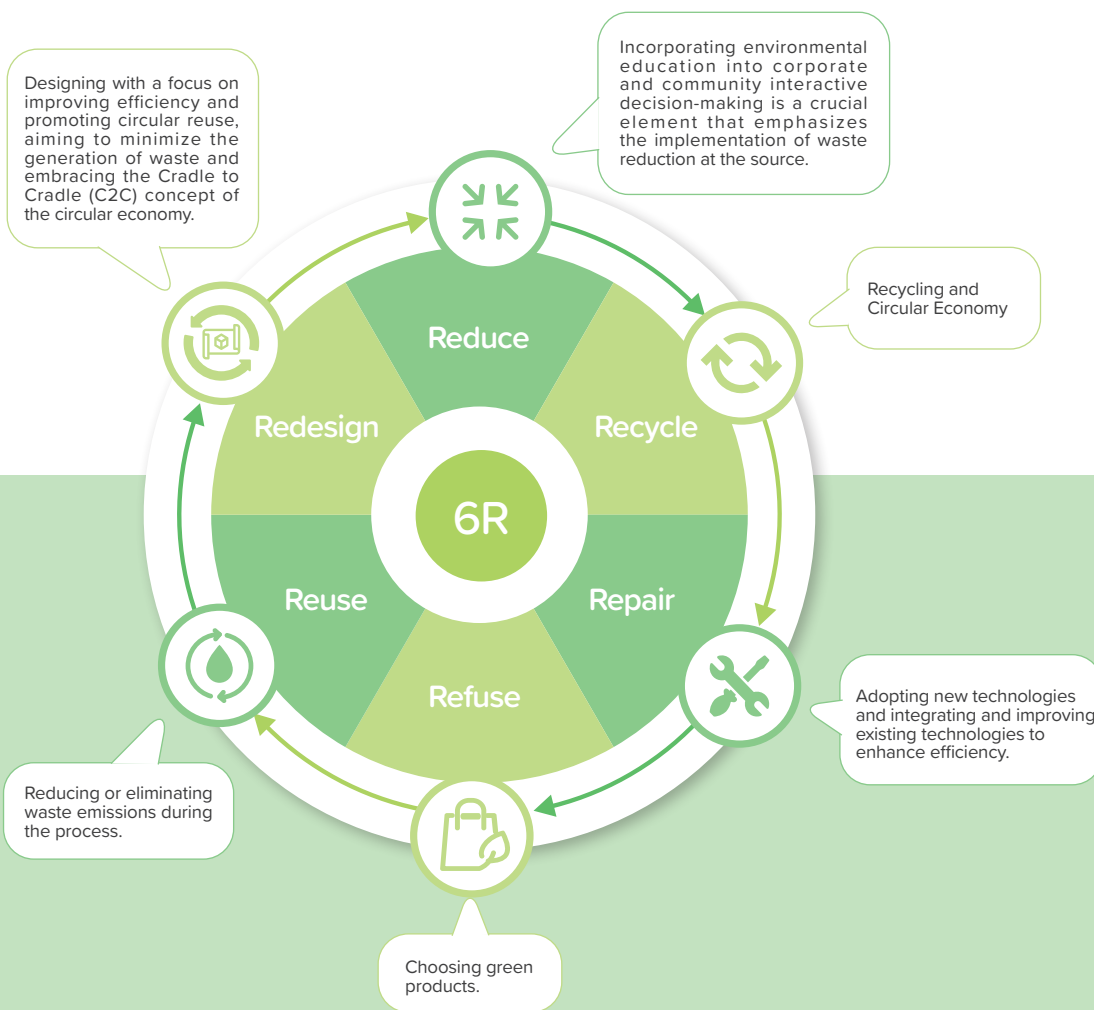 Designing with a focus on
improving efficiency and
promoting circular reuse,
aiming to minimize the
generation of waste and
embracing the Cradle to
Cradle (C2C) concept of
the circular economy.
Incorporating environmental
education into corporate
and community interactive
decision-making is a crucial
element that emphasizes
the implementation of waste
reduction at the source.
Recycling and
Circular Economy
Reduce
Redesign
Recycle
6R
Reuse
Repair
Refuse
Adopting new technologies
and integrating and improving
existing technologies to
enhance efficiency.
Reducing or eliminating
waste emissions during
the process.
Choosing green
products.